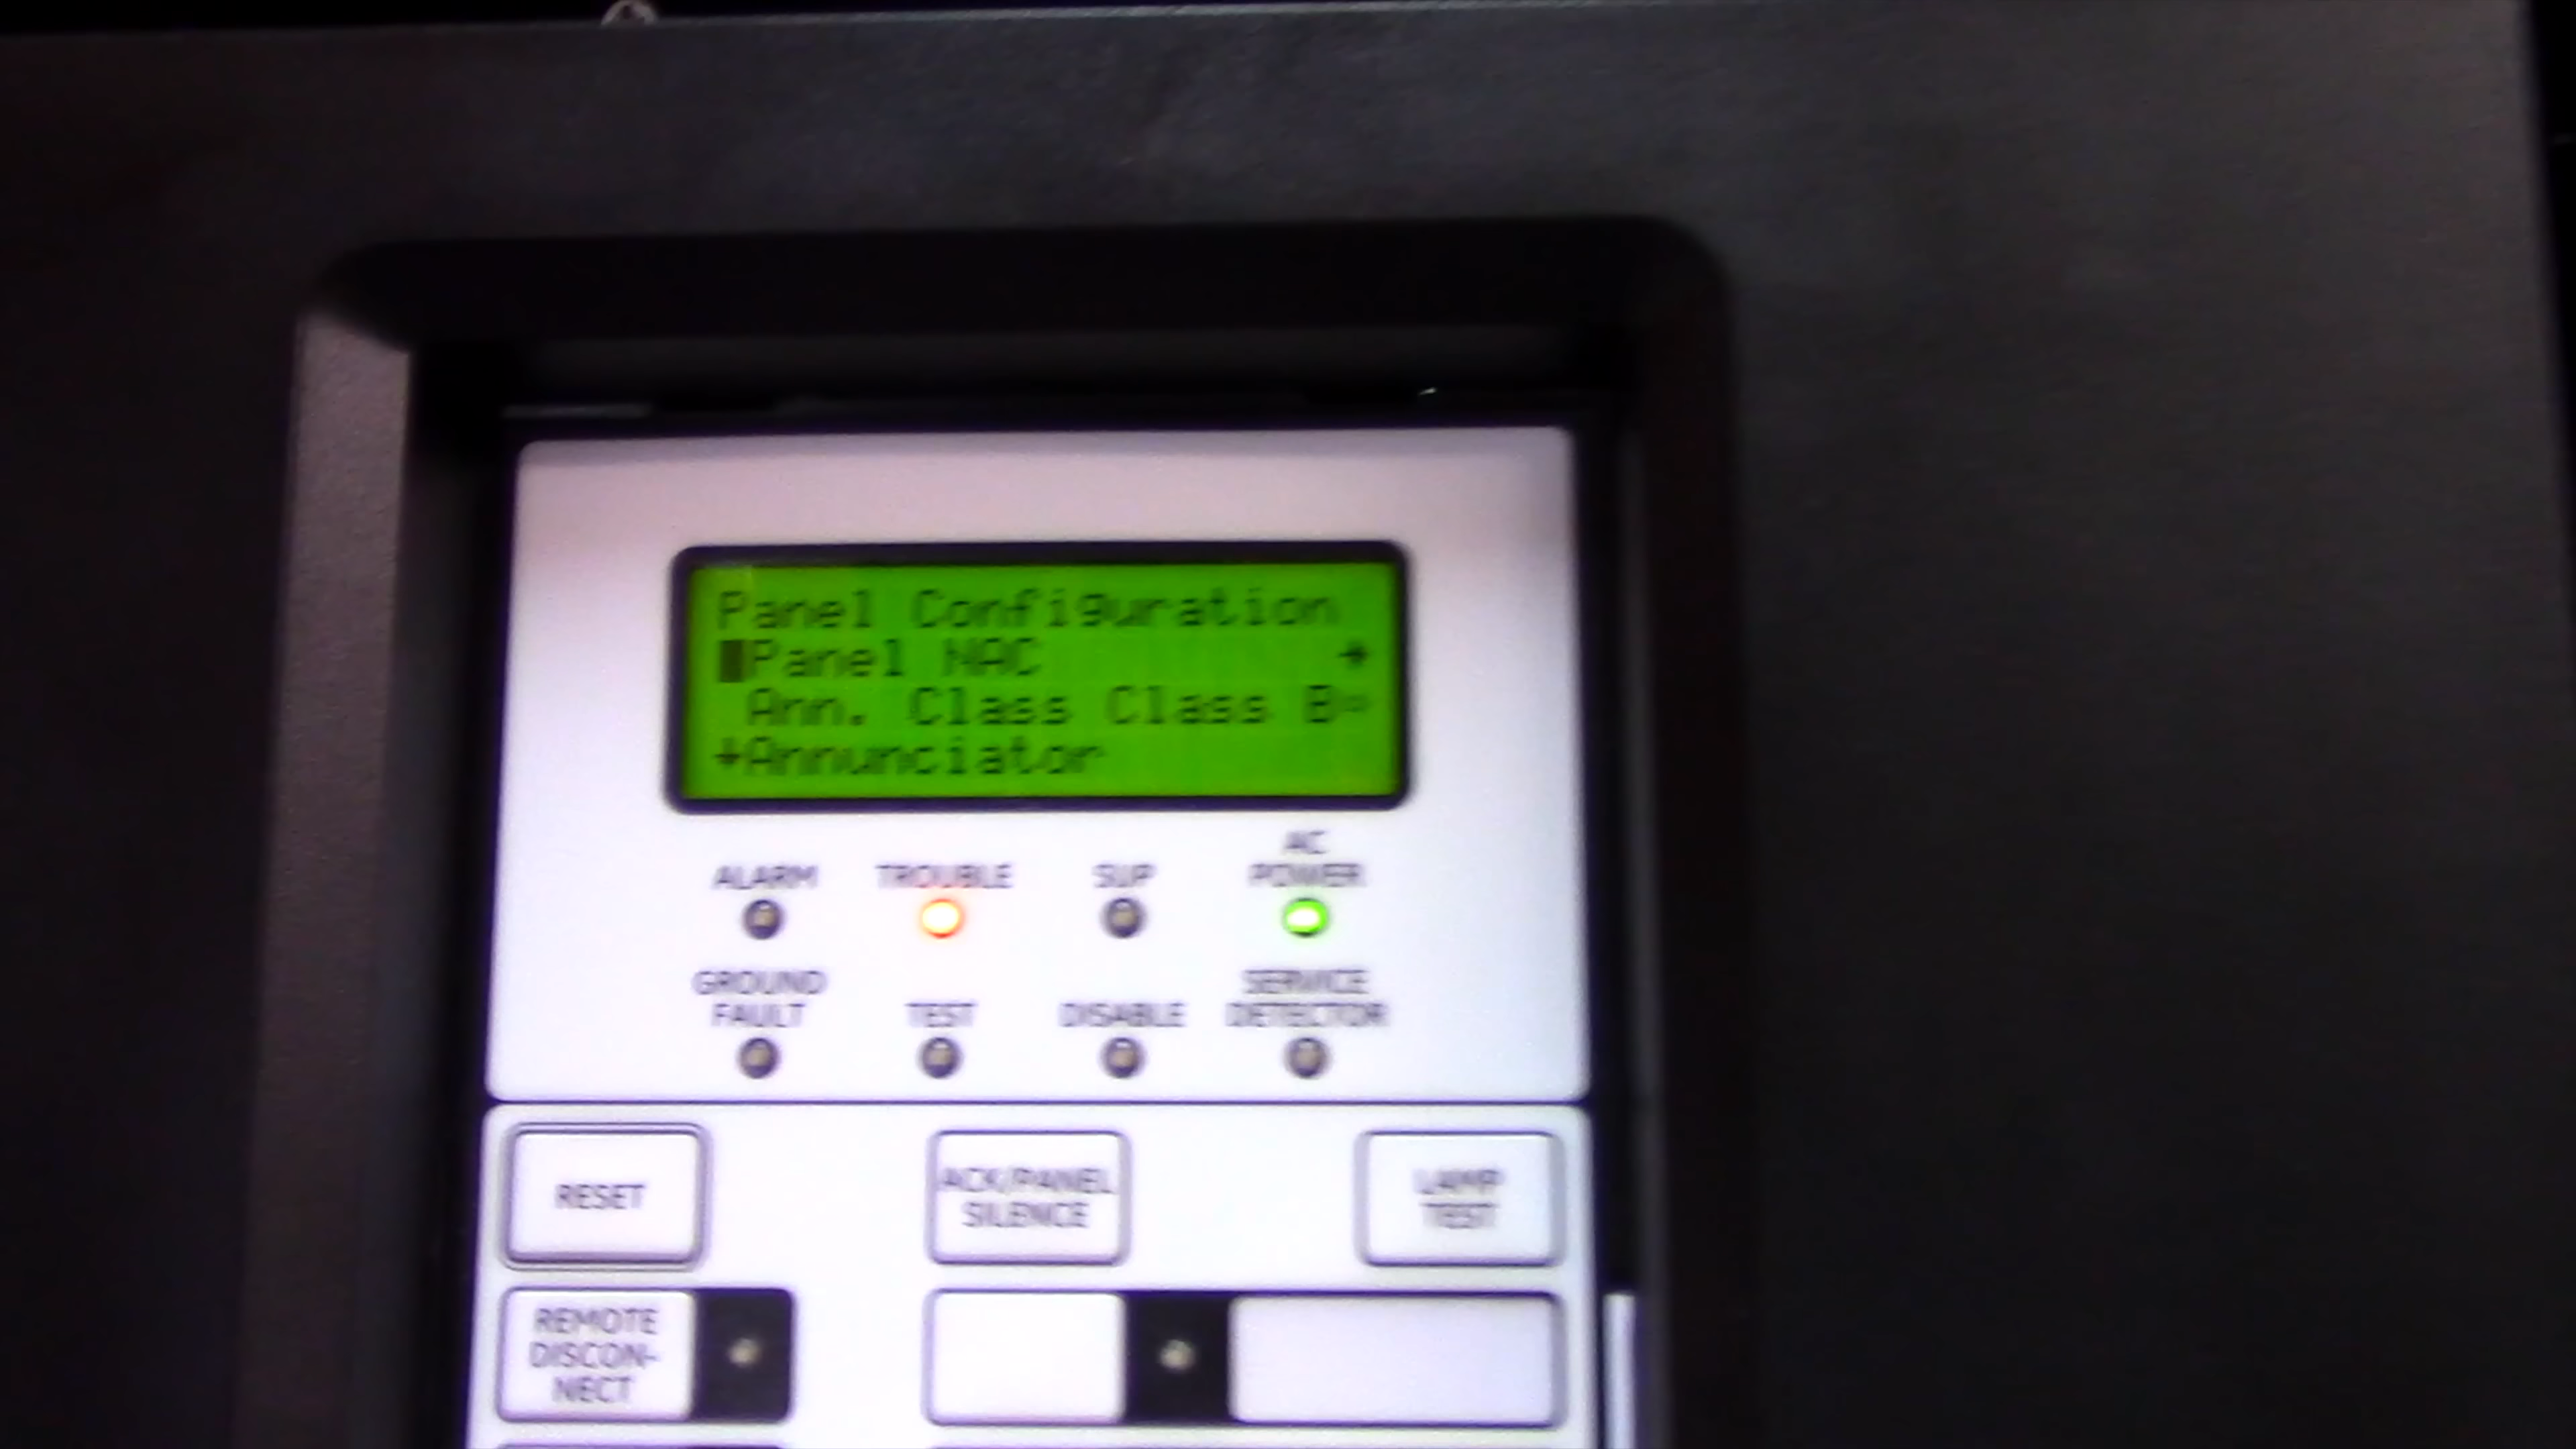 Panel Configuration
Panel NAC →
Ann. Class Class B
↓Annunciator
ALARM TROUBLE SUP AC POWER
GROUND FAULT TEST DISABLE SERVICE DETECTOR
RESET
ACK/PANEL
SILENCE
LAMP
TEST
REMOTE
DISCON-
NECT